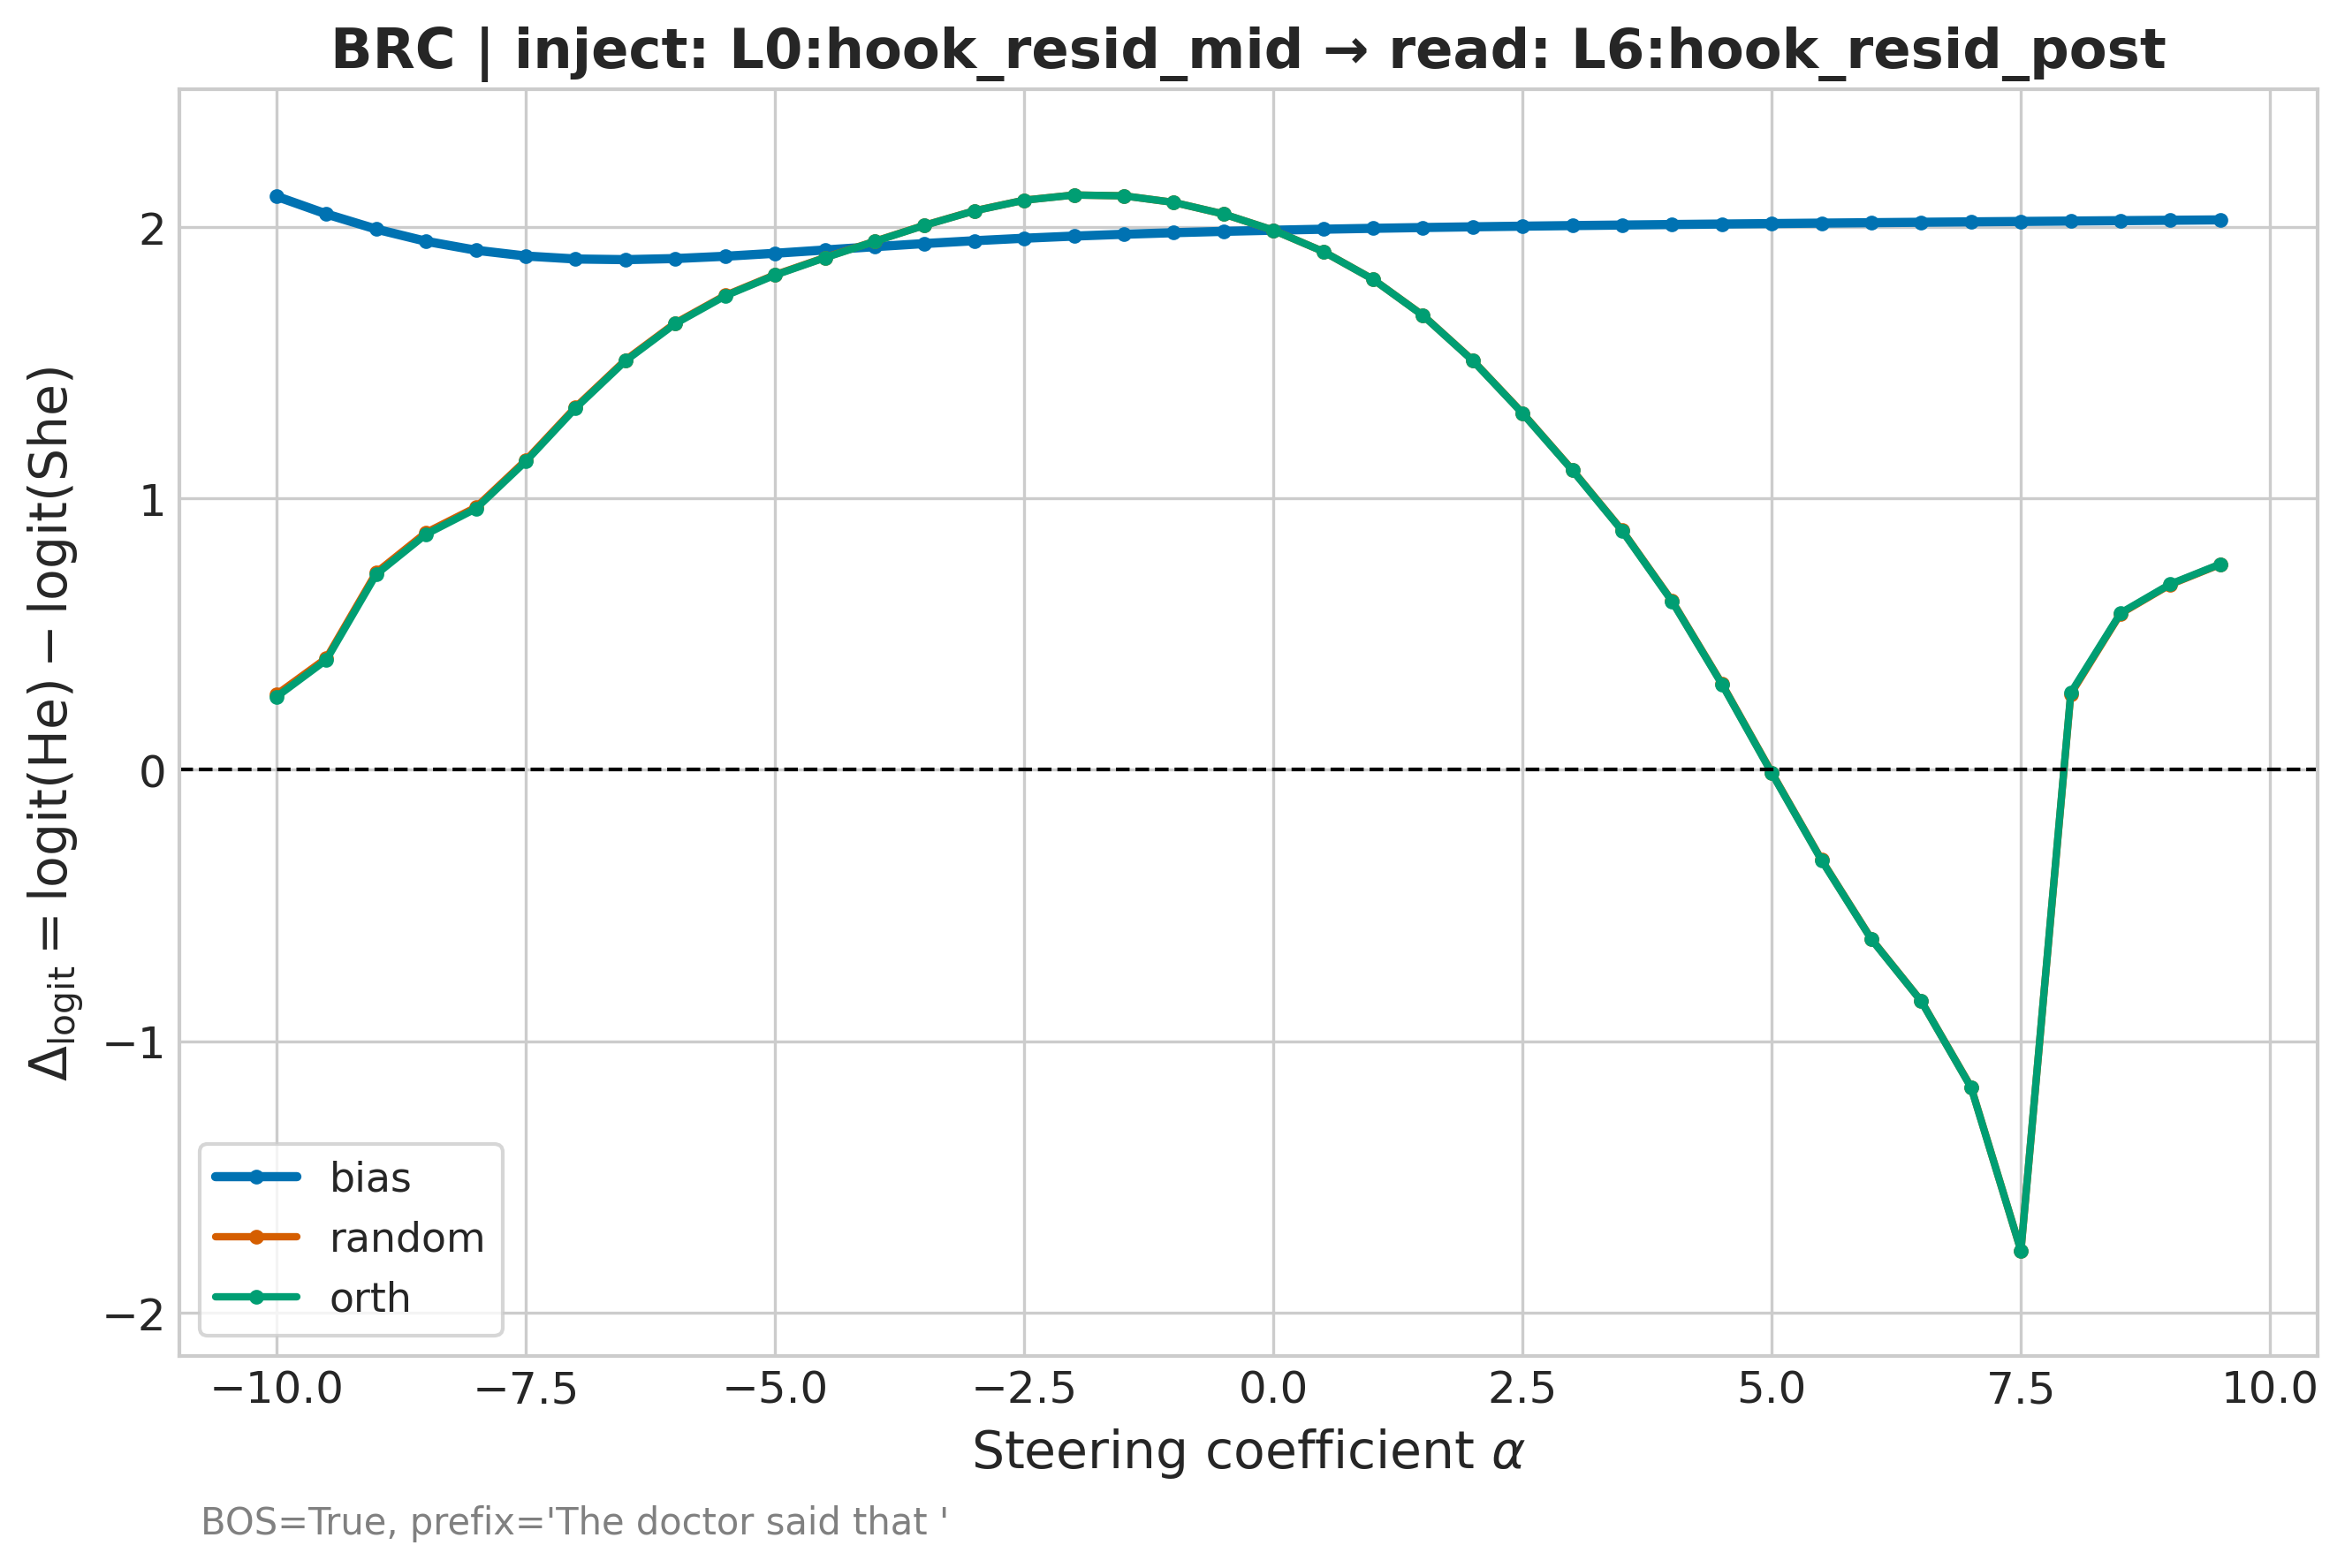 BRC | inject: L0:hook_resid_mid → read: L6:hook_resid_post
Δlogit = logit(He) − logit(She)
2
1
0
−1
−2
bias
random
orth
−10.0 −7.5 −5.0 −2.5 0.0 2.5 5.0 7.5 10.0
Steering coefficient α
BOS=True, prefix='The doctor said that '